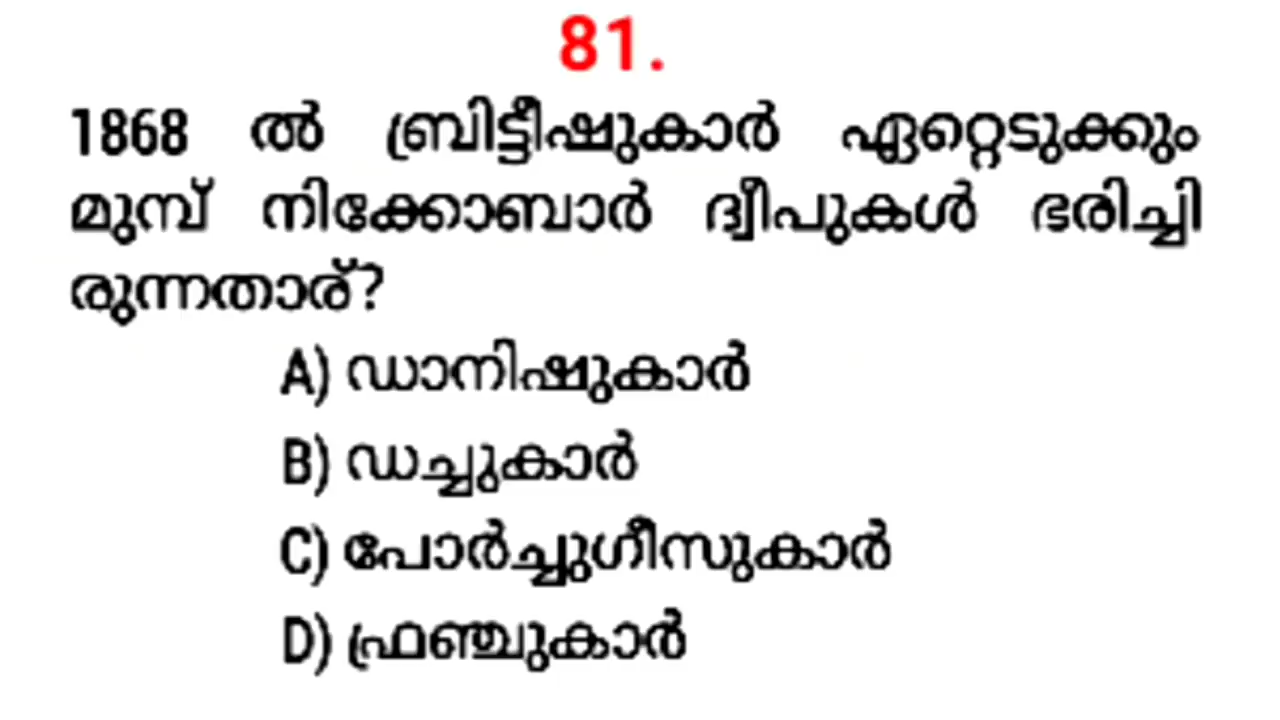 81.
1868 ൽ ബ്രിട്ടീഷുകാർ ഏറ്റെടുക്കും
മുമ്പ് നിക്കോബാർ ദ്വീപുകൾ ഭരിച്ചി
രുന്നതാര്?
A) ഡാനിഷുകാർ
B) ഡച്ചുകാർ
C) പോർച്ചുഗീസുകാർ
D) ഫ്രഞ്ചുകാർ